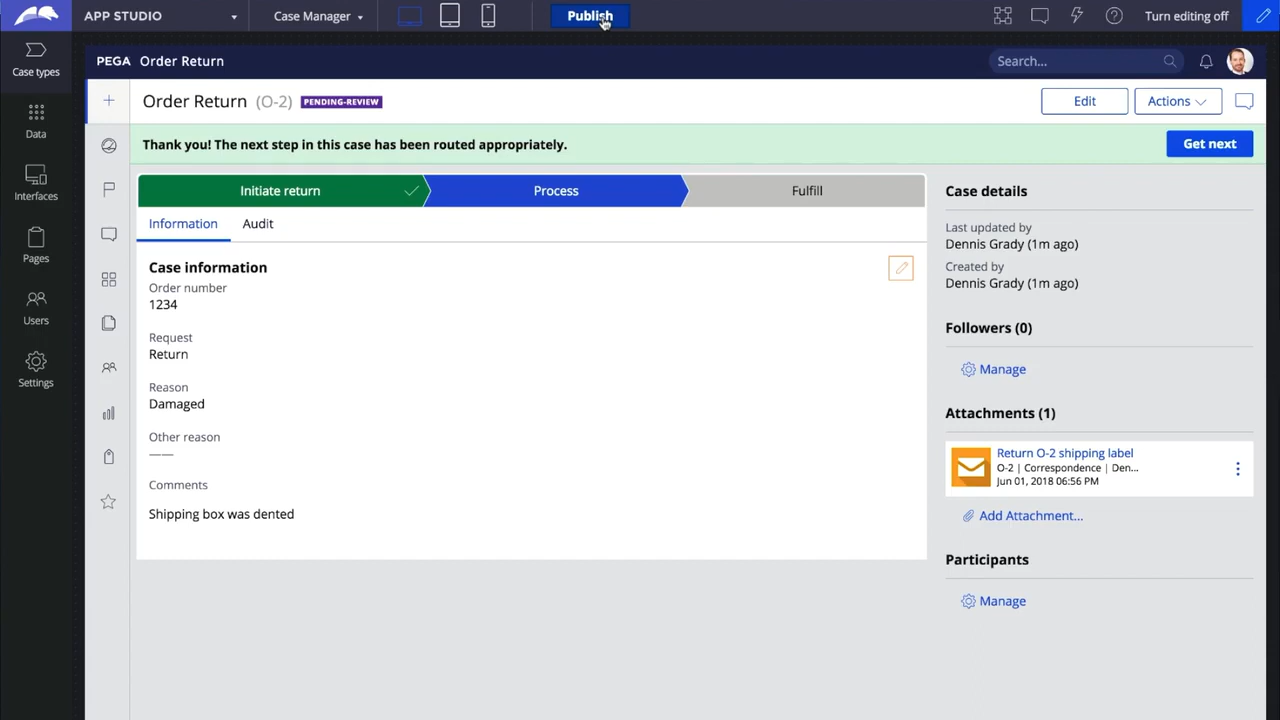 APP STUDIO
Case Manager
Publish
Turn editing off
Case types
Data
Interfaces
Pages
Users
Settings
PEGA Order Return
Search...
Order Return (O-2) PENDING-REVIEW
Edit
Actions
Thank you! The next step in this case has been routed appropriately.
Get next
Initiate return
Process
Fulfill
Information
Audit
Case information
Order number
1234
Request
Return
Reason
Damaged
Other reason
——
Comments
Shipping box was dented
Case details
Last updated by
Dennis Grady (1m ago)
Created by
Dennis Grady (1m ago)
Followers (0)
Manage
Attachments (1)
Return O-2 shipping label
O-2 | Correspondence | Den...
Jun 01, 2018 06:56 PM
Add Attachment...
Participants
Manage